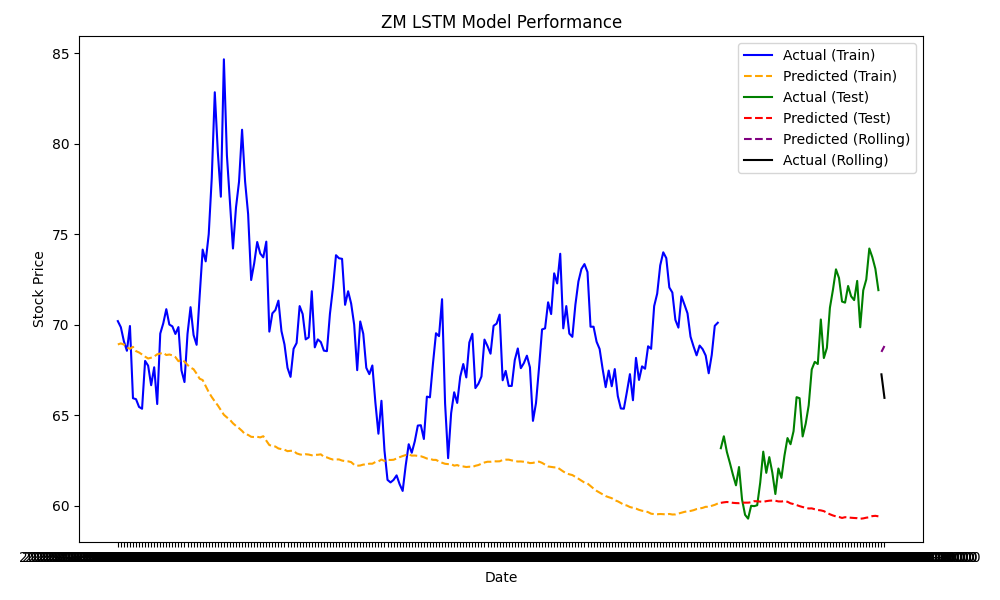 ZM LSTM Model Performance
85
80
75
70
65
60
Stock Price
Actual (Train)
Predicted (Train)
Actual (Test)
Predicted (Test)
Predicted (Rolling)
Actual (Rolling)
Date